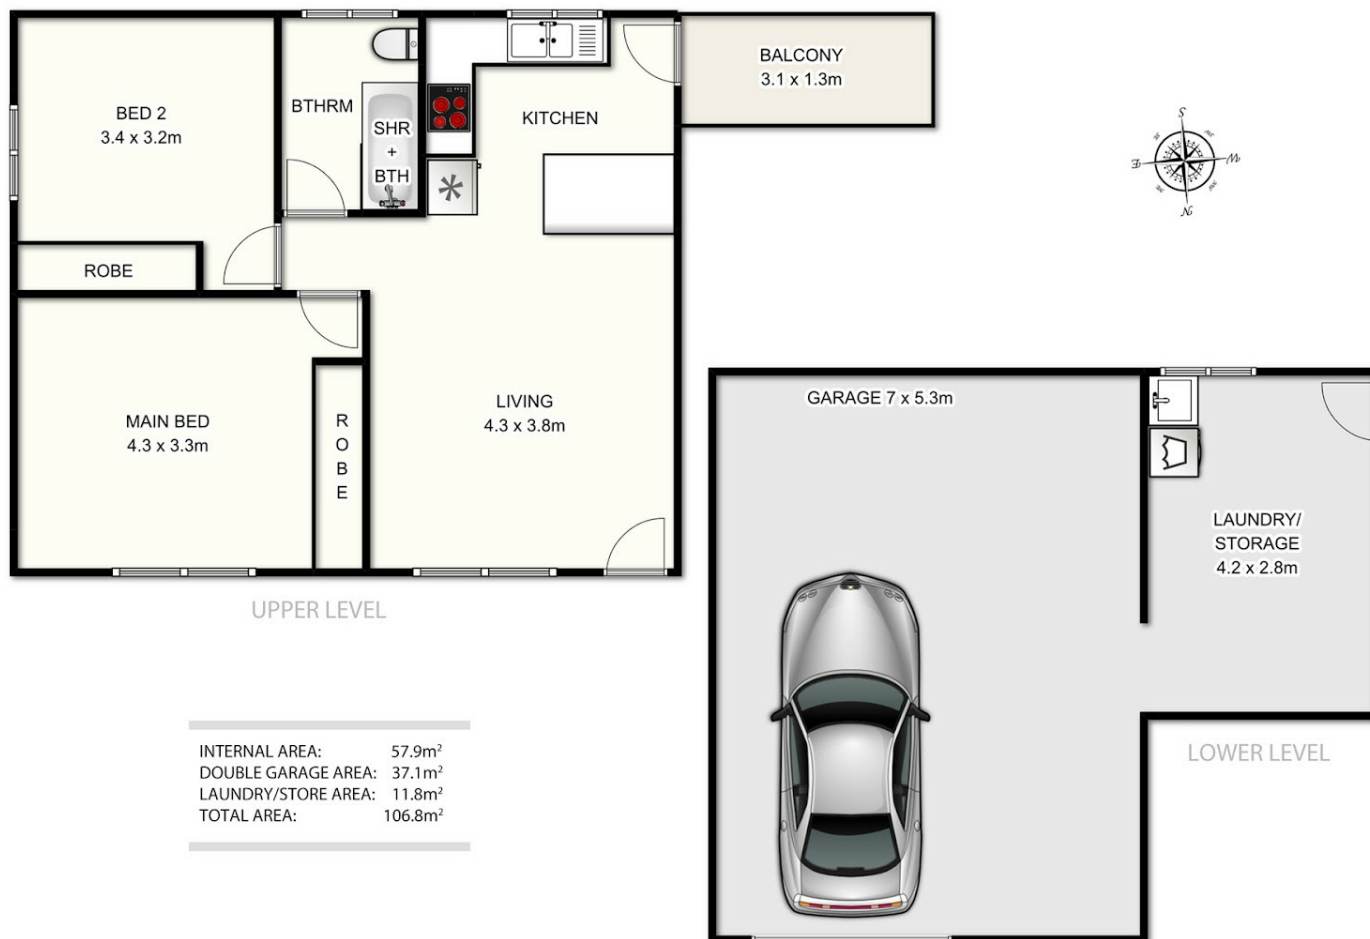 BED 2
3.4 x 3.2m
BTHRM
SHR
+
BTH
KITCHEN
BALCONY
3.1 x 1.3m
S
E
W
N
ROBE
MAIN BED
4.3 x 3.3m
R
O
B
E
LIVING
4.3 x 3.8m
GARAGE 7 x 5.3m
LAUNDRY/
STORAGE
4.2 x 2.8m
UPPER LEVEL
LOWER LEVEL
INTERNAL AREA: 57.9m²
DOUBLE GARAGE AREA: 37.1m²
LAUNDRY/STORE AREA: 11.8m²
TOTAL AREA: 106.8m²